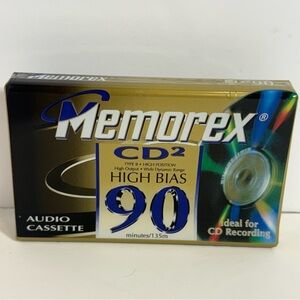 Memorex®
CD2
TYPE II • HIGH POSITION
High Output • Wide Dynamic Range
HIGH BIAS
90
minutes/135m
AUDIO
CASSETTE
Ideal for
CD Recording